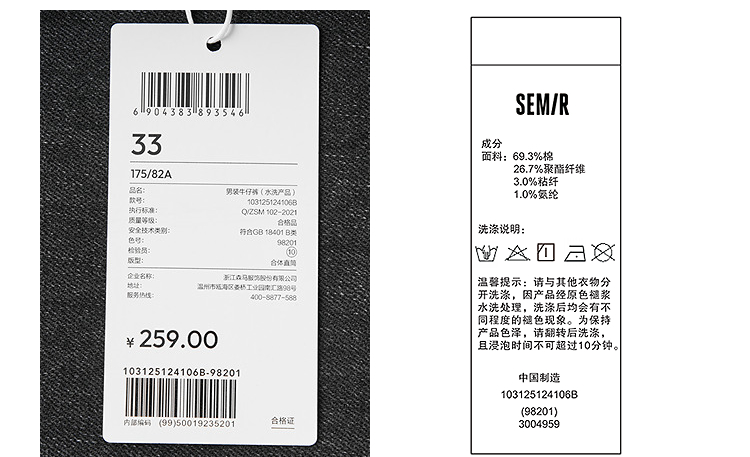 6 904383 893546
33
175/82A
品名: 男装牛仔裤（水洗产品）
款号: 103125124106B
执行标准: Q/ZSM 102-2021
质量等级: 合格品
安全技术类别: 符合GB 18401 B类
色号: 98201
检验员: 10
版型: 合体直筒
企业名称: 浙江森马服饰股份有限公司
地址: 温州市瓯海区娄桥工业园南汇路98号
服务热线: 400-8877-588
¥ 259.00
103125124106B-98201
内部编码 (99)50019235201
合格证
SEM/R
成分
面料: 69.3%棉
26.7%聚酯纤维
3.0%粘纤
1.0%氨纶
洗涤说明:
温馨提示: 请与其他衣物分
开洗涤，因产品经原色褪浆
水洗处理，洗涤后均会有不
同程度的褪色现象。为保持
产品色泽，请翻转后洗涤，
且浸泡时间不可超过10分钟。
中国制造
103125124106B
(98201)
3004959